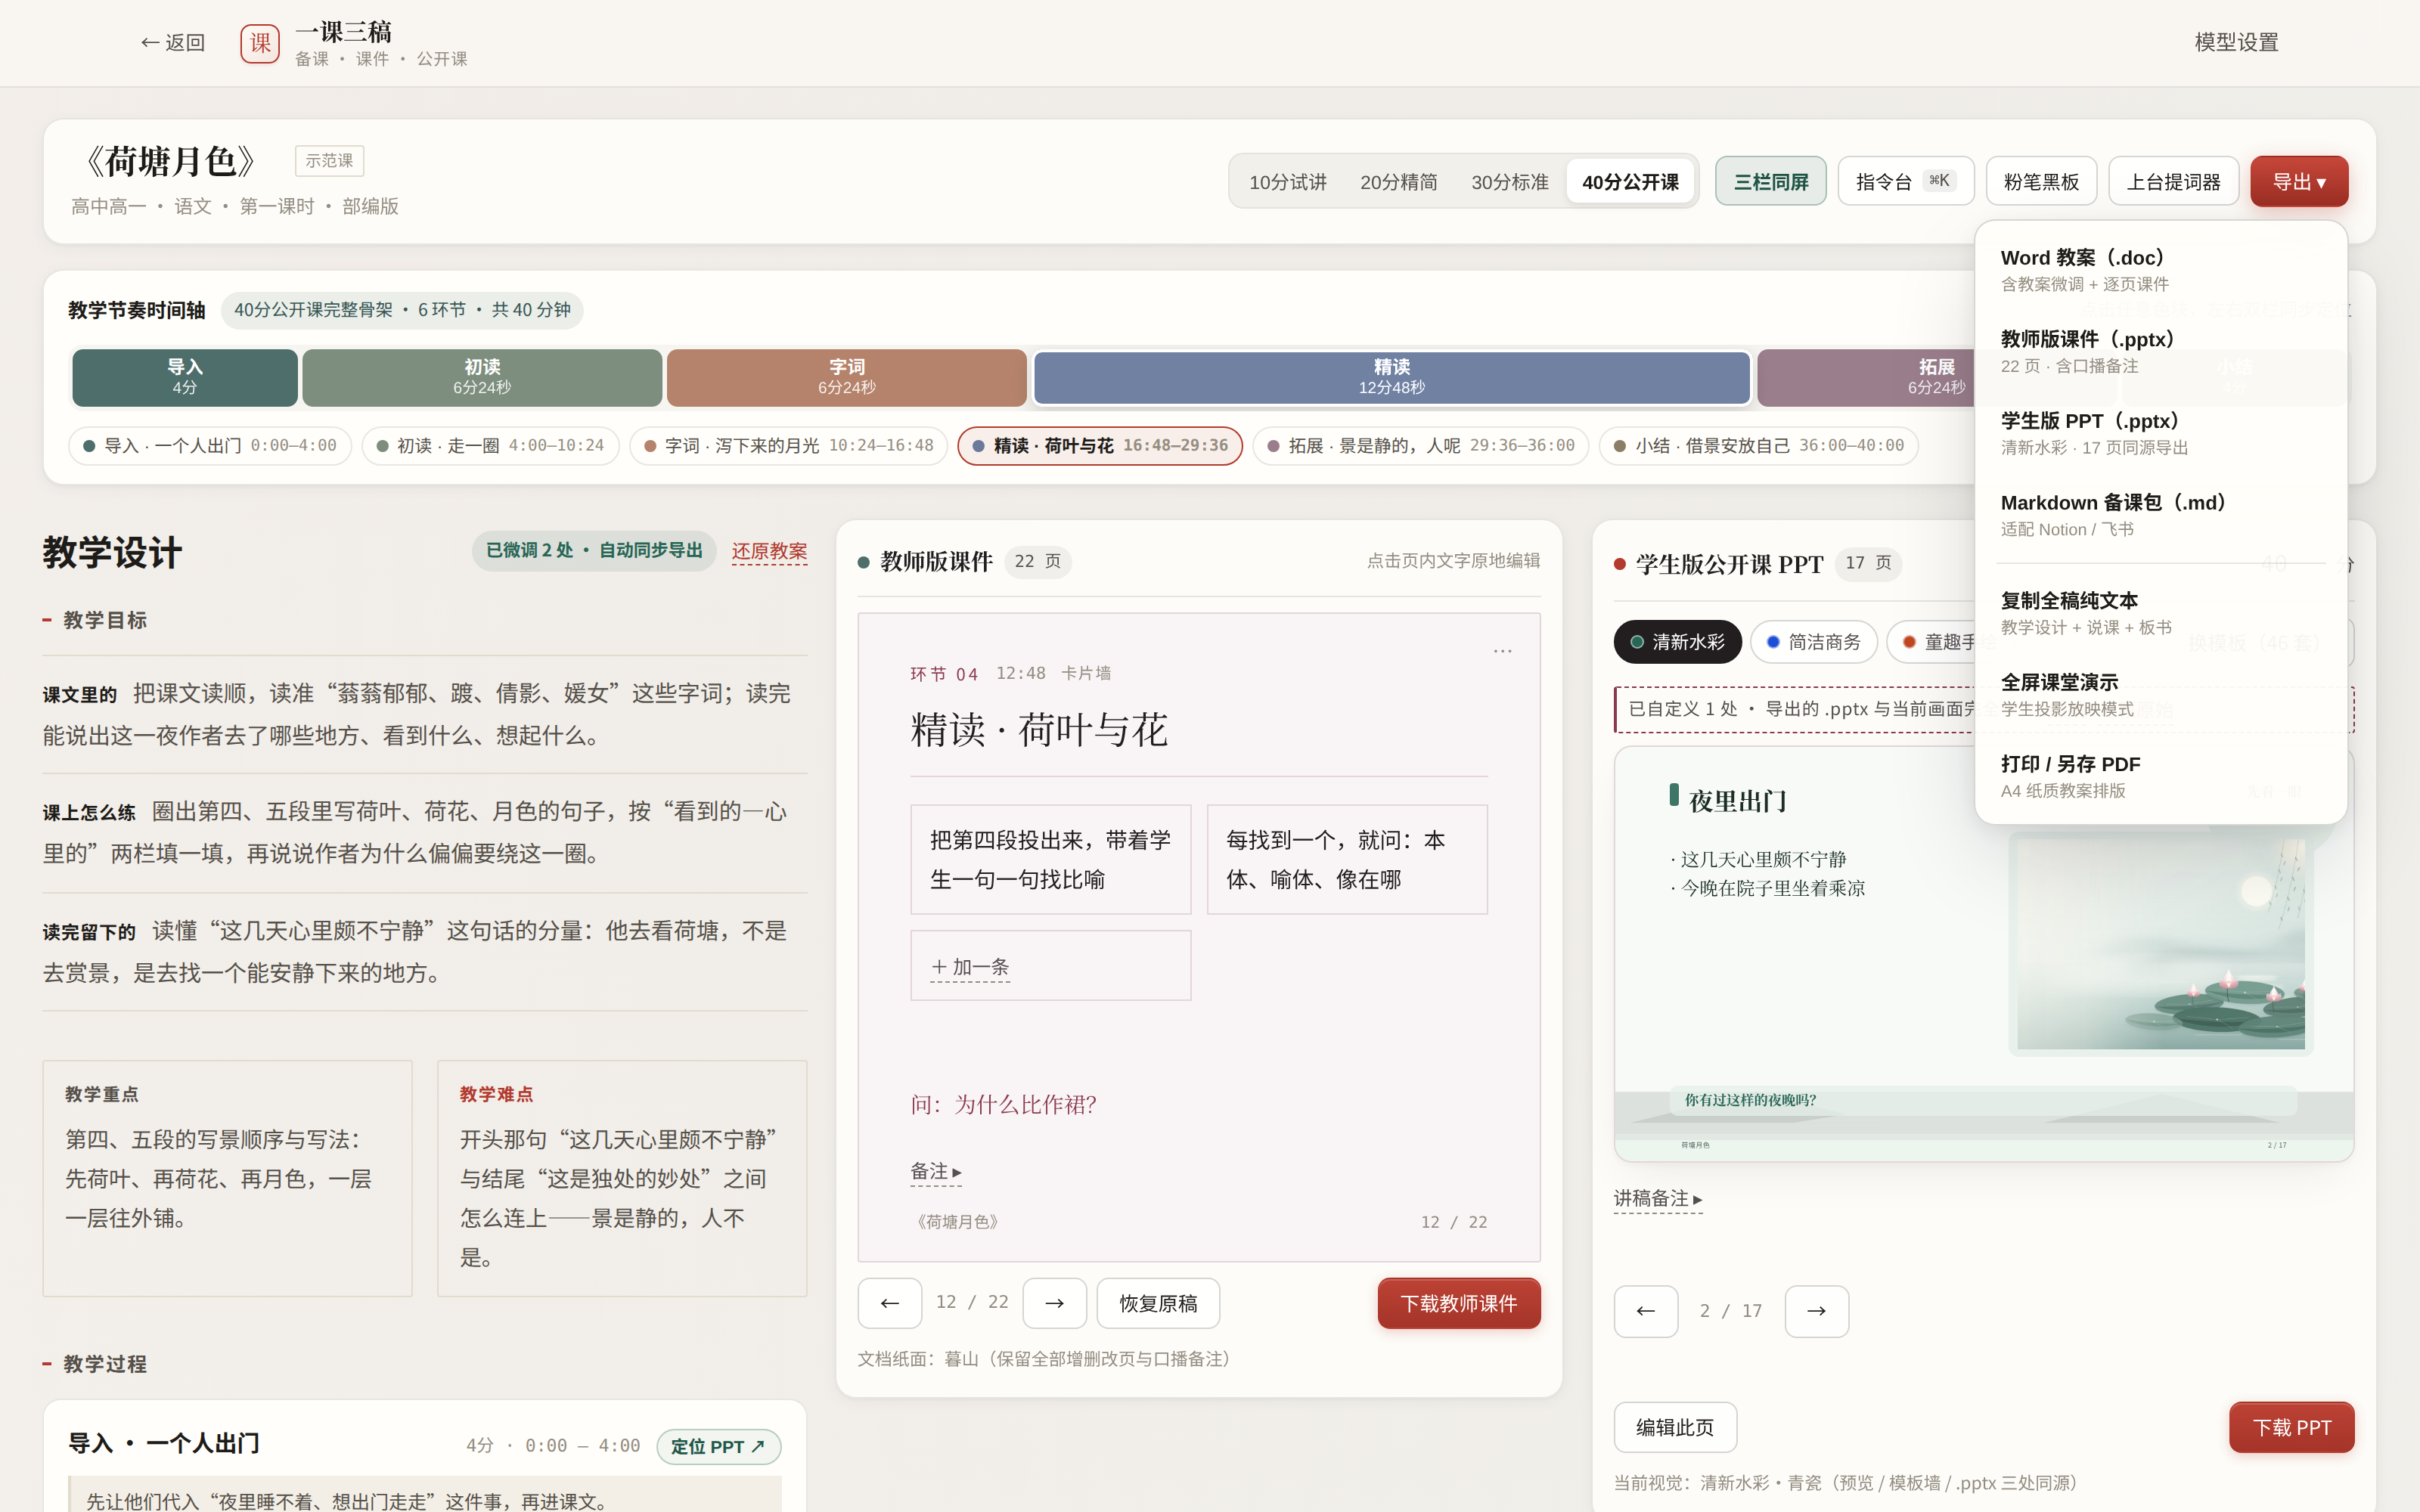 ← 返回
课
一课三稿
备课 · 课件 · 公开课
模型设置
《荷塘月色》 示范课
高中高一 · 语文 · 第一课时 · 部编版
10分试讲 20分精简 30分标准 40分公开课
三栏同屏
指令台 ⌘K
粉笔黑板
上台提词器
导出 ▾
Word 教案（.doc）
含教案微调 + 逐页课件
教师版课件（.pptx）
22 页 · 含口播备注
学生版 PPT（.pptx）
清新水彩 · 17 页同源导出
Markdown 备课包（.md）
适配 Notion / 飞书
复制全稿纯文本
教学设计 + 说课 + 板书
全屏课堂演示
学生投影放映模式
打印 / 另存 PDF
A4 纸质教案排版
教学节奏时间轴 40分公开课完整骨架 · 6 环节 · 共 40 分钟
导入
4分
初读
6分24秒
字词
6分24秒
精读
12分48秒
拓展
6分24秒
导入 · 一个人出门 0:00–4:00
初读 · 走一圈 4:00–10:24
字词 · 泻下来的月光 10:24–16:48
精读 · 荷叶与花 16:48–29:36
拓展 · 景是静的，人呢 29:36–36:00
小结 · 借景安放自己 36:00–40:00
教学设计 已微调 2 处 · 自动同步导出 还原教案
教学目标
课文里的 把课文读顺，读准“蓊蓊郁郁、踱、倩影、媛女”这些字词；读完
能说出这一夜作者去了哪些地方、看到什么、想起什么。
课上怎么练 圈出第四、五段里写荷叶、荷花、月色的句子，按“看到的—心
里的”两栏填一填，再说说作者为什么偏偏要绕这一圈。
读完留下的 读懂“这几天心里颇不宁静”这句话的分量：他去看荷塘，不是
去赏景，是去找一个能安静下来的地方。
教学重点
第四、五段的写景顺序与写法：
先荷叶、再荷花、再月色，一层
一层往外铺。
教学难点
开头那句“这几天心里颇不宁静”
与结尾“这是独处的妙处”之间
怎么连上——景是静的，人不
是。
教学过程
导入 · 一个人出门 4分 · 0:00 – 4:00 定位 PPT ↗
先让他们代入“夜里睡不着、想出门走走”这件事，再进课文。
教师版课件 22 页 点击页内文字原地编辑
…
环节 04 12:48 卡片墙
精读 · 荷叶与花
把第四段投出来，带着学
生一句一句找比喻
每找到一个，就问：本
体、喻体、像在哪
＋ 加一条
问：为什么比作裙？
备注 ▸
《荷塘月色》 12 / 22
← 12 / 22 → 恢复原稿 下载教师课件
文档纸面：暮山（保留全部增删改页与口播备注）
学生版公开课 PPT 17 页 40 分
清新水彩 简洁商务 童趣手 换模板（46 套）
已自定义 1 处 · 导出的 .pptx 与当前画面完
夜里出门
· 这几天心里颇不宁静
· 今晚在院子里坐着乘凉
你有过这样的夜晚吗？
荷塘月色 2 / 17
讲稿备注 ▸
← 2 / 17 →
编辑此页 下载 PPT
当前视觉：清新水彩 · 青瓷（预览 / 模板墙 / .pptx 三处同源）